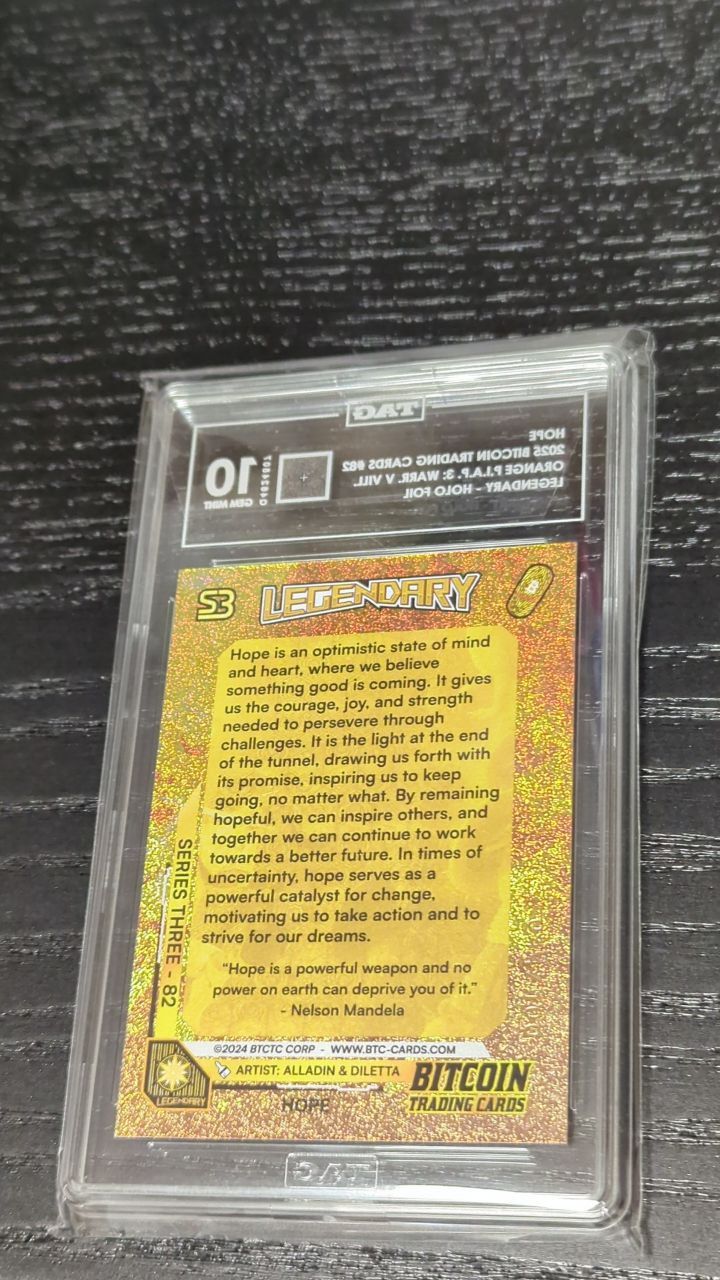 TAG
HOPE
2025 BITCOIN TRADING CARDS #82
ORANGE P.I.A.P. 3: WARR. V VILL.
LEGENDARY - HOLO FOIL
10
GEM MINT
S3
LEGENDARY
Hope is an optimistic state of mind
and heart, where we believe
something good is coming. It gives
us the courage, joy, and strength
needed to persevere through
challenges. It is the light at the end
of the tunnel, drawing us forth with
its promise, inspiring us to keep
going, no matter what. By remaining
hopeful, we can inspire others, and
together we can continue to work
towards a better future. In times of
uncertainty, hope serves as a
powerful catalyst for change,
motivating us to take action and to
strive for our dreams.
“Hope is a powerful weapon and no
power on earth can deprive you of it.”
- Nelson Mandela
SERIES THREE - 82
©2024 BTCTC CORP - WWW.BTC-CARDS.COM
ARTIST: ALLADIN & DILETTA
BITCOIN
TRADING CARDS
LEGENDARY
HOPE
TAG